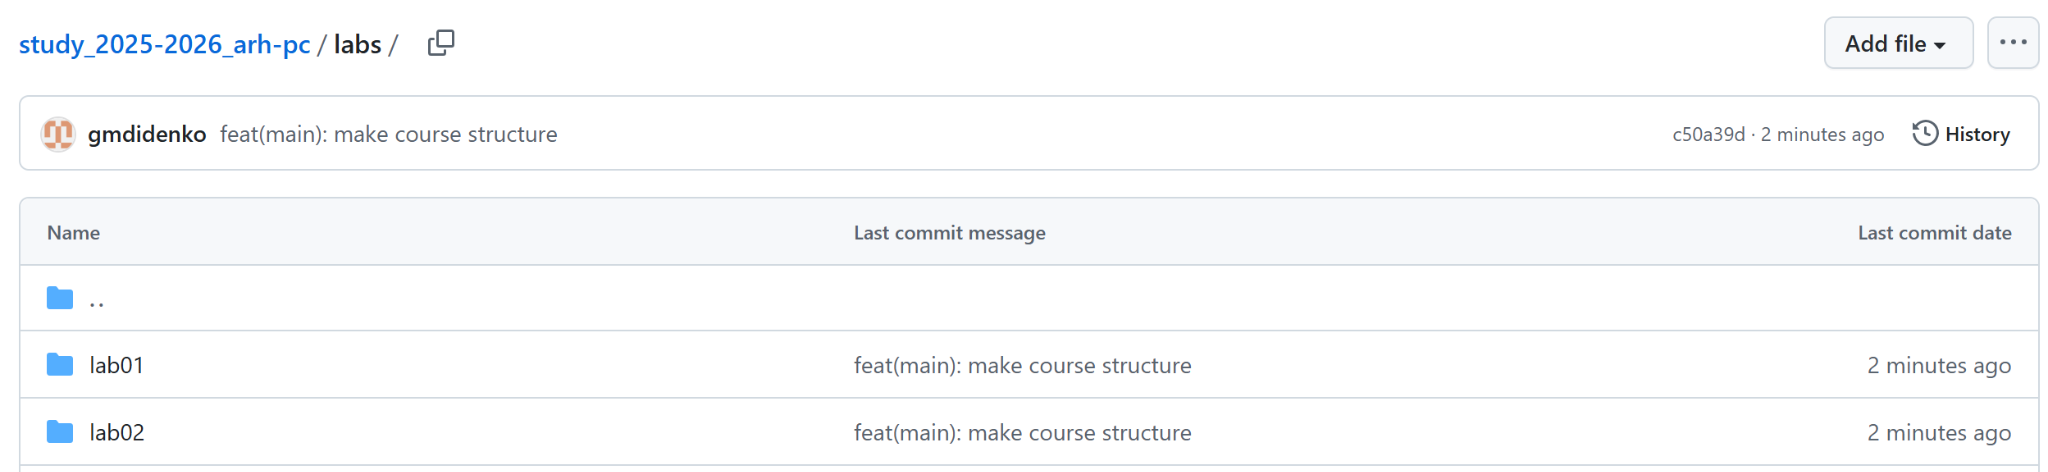 study_2025-2026_arh-pc / labs /
Add file
gmdidenko feat(main): make course structure
c50a39d · 2 minutes ago History
Name Last commit message Last commit date
..
lab01 feat(main): make course structure 2 minutes ago
lab02 feat(main): make course structure 2 minutes ago